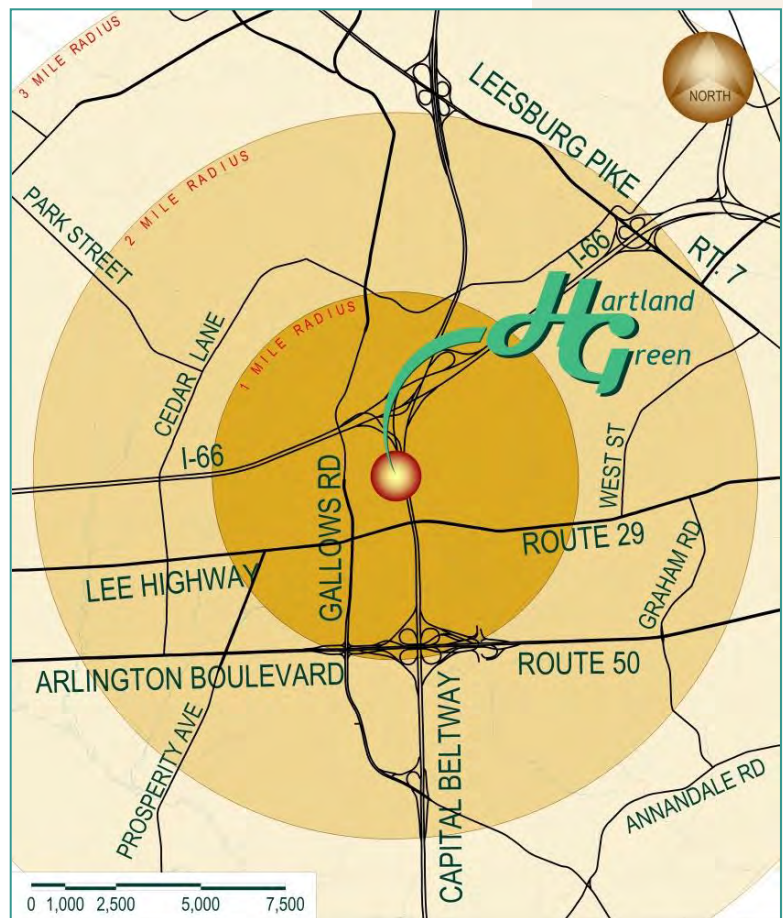 3 MILE RADIUS
NORTH
LEESBURG PIKE
2 MILE RADIUS
PARK STREET
I-66
RT. 7
Hartland
Green
1 MILE RADIUS
CEDAR LANE
I-66
GALLOWS RD
WEST ST
ROUTE 29
LEE HIGHWAY
GRAHAM RD
ARLINGTON BOULEVARD
ROUTE 50
PROSPERITY AVE
CAPITAL BELTWAY
ANNANDALE RD
0 1,000 2,500 5,000 7,500